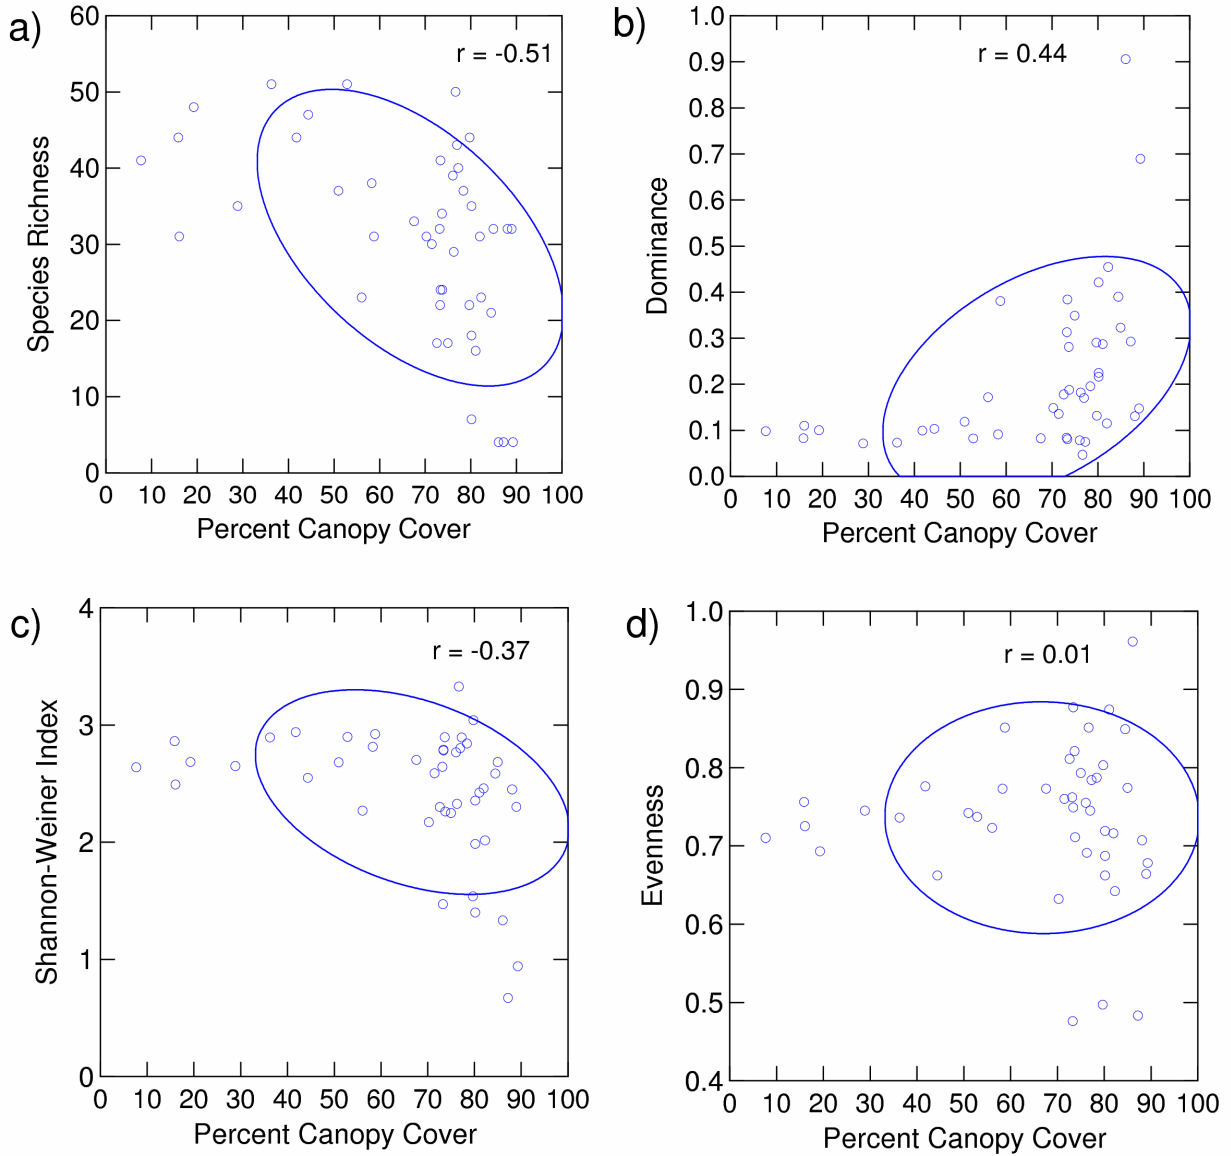 a)
r = -0.51
Species Richness
60
50
40
30
20
10
0
0 10 20 30 40 50 60 70 80 90 100
Percent Canopy Cover
b)
r = 0.44
Dominance
1.0
0.9
0.8
0.7
0.6
0.5
0.4
0.3
0.2
0.1
0.0
0 10 20 30 40 50 60 70 80 90 100
Percent Canopy Cover
c)
r = -0.37
Shannon-Weiner Index
4
3
2
1
0
0 10 20 30 40 50 60 70 80 90 100
Percent Canopy Cover
d)
r = 0.01
Evenness
1.0
0.9
0.8
0.7
0.6
0.5
0.4
0 10 20 30 40 50 60 70 80 90 100
Percent Canopy Cover